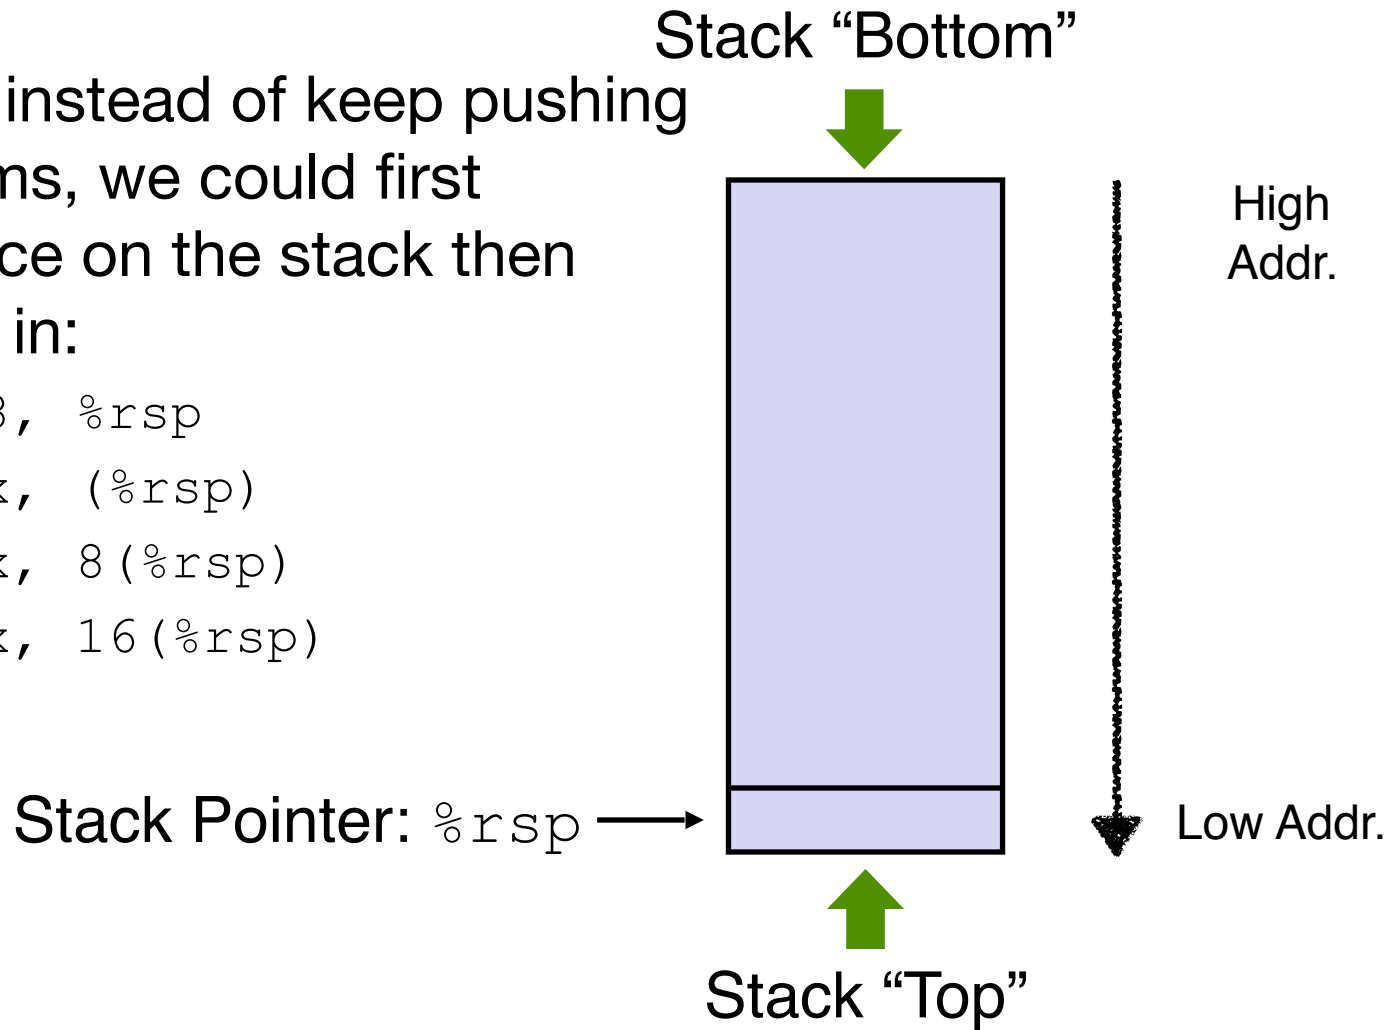 Stack “Bottom”
instead of keep pushing
ms, we could first
ce on the stack then
in:
, %rsp
, (%rsp)
, 8(%rsp)
, 16(%rsp)
High
Addr.
Stack Pointer: %rsp
Low Addr.
Stack “Top”